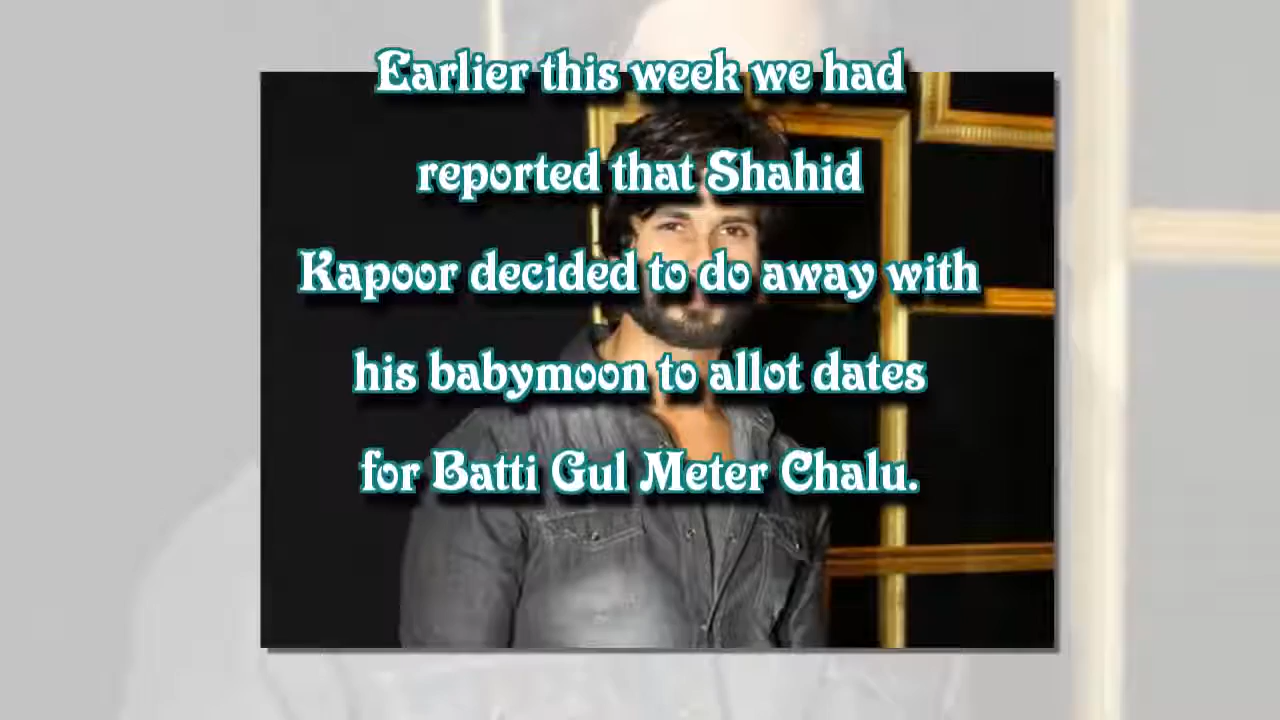 Earlier this week we had
reported that Shahid
Kapoor decided to do away with
his babymoon to allot dates
for Batti Gul Meter Chalu.